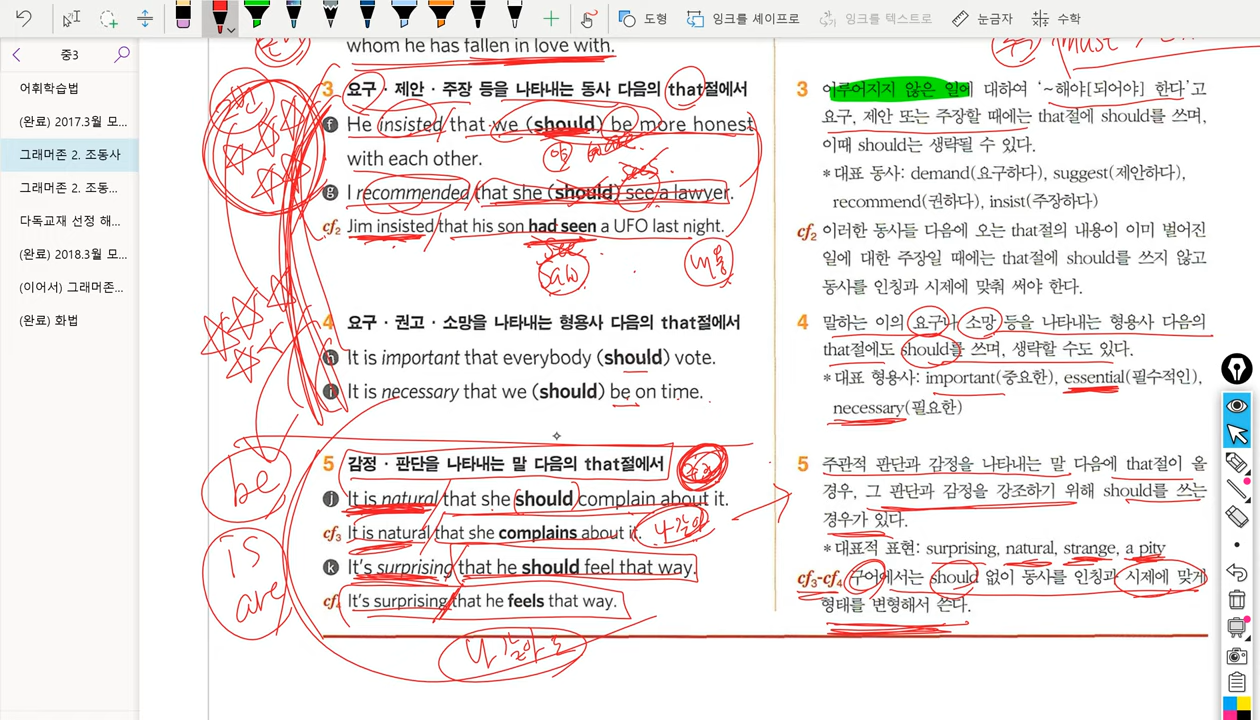 도형
잉크를 셰이프로
잉크를 텍스트로
눈금자
수학
중3
어휘학습법
(완료) 2017.3월 모...
그래머존 2. 조동사
그래머존 2. 조동...
다독교재 선정 해...
(완료) 2018.3월 모...
(이어서) 그래머존...
(완료) 화법
whom he has fallen in love with.
3 요구 · 제안 · 주장 등을 나타내는 동사 다음의 that절에서
f He insisted that we (should) be more honest
with each other.
g I recommended that she (should) see a lawyer.
sees
cf2 Jim insisted that his son had seen a UFO last night.
see
saw
내용
4 요구 · 권고 · 소망을 나타내는 형용사 다음의 that절에서
h It is important that everybody (should) vote.
i It is necessary that we (should) be on time.
be
is
are
5 감정 · 판단을 나타내는 말 다음의 that절에서
j It is natural that she should complain about it.
cf3 It is natural that she complains about it.
k It's surprising that he should feel that way.
cf4 It's surprising that he feels that way.
must
3 이루어지지 않은 일에 대하여 '~해야[되어야] 한다'고
요구, 제안 또는 주장할 때에는 that절에 should를 쓰며,
이때 should는 생략될 수 있다.
* 대표 동사: demand(요구하다), suggest(제안하다),
recommend(권하다), insist(주장하다)
cf2 이러한 동사들 다음에 오는 that절의 내용이 이미 벌어진
일에 대한 주장일 때에는 that절에 should를 쓰지 않고
동사를 인칭과 시제에 맞춰 써야 한다.
4 말하는 이의 요구나 소망 등을 나타내는 형용사 다음의
that절에도 should를 쓰며, 생략할 수도 있다.
* 대표 형용사: important(중요한), essential(필수적인),
necessary(필요한)
5 주관적 판단과 감정을 나타내는 말 다음에 that절이 올
경우, 그 판단과 감정을 강조하기 위해 should를 쓰는
경우가 있다.
* 대표적 표현: surprising, natural, strange, a pity
cf3-cf4 구어에서는 should 없이 동사를 인칭과 시제에 맞게
형태를 변형해서 쓴다.